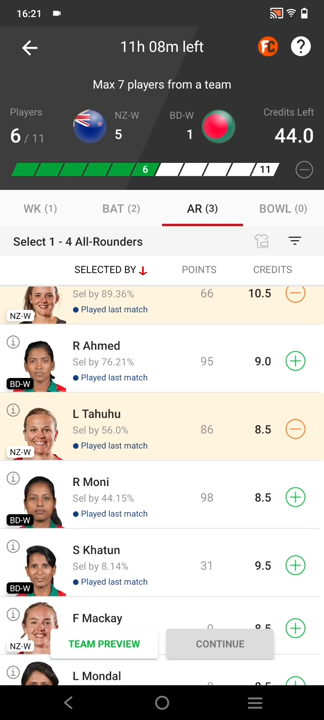 16:21
11h 08m left
FC
?
Max 7 players from a team
Players
NZ-W
BD-W
Credits Left
6 / 11
5
1
44.0
6
11
WK (1)
BAT (2)
AR (3)
BOWL (0)
Select 1 - 4 All-Rounders
SELECTED BY
POINTS
CREDITS
NZ-W
Sel by 89.36%
66
10.5
Played last match
R Ahmed
BD-W
Sel by 76.21%
95
9.0
Played last match
L Tahuhu
NZ-W
Sel by 56.0%
86
8.5
Played last match
R Moni
BD-W
Sel by 44.15%
98
8.5
Played last match
S Khatun
BD-W
Sel by 8.14%
31
9.5
Played last match
F Mackay
NZ-W
TEAM PREVIEW
CONTINUE
L Mondal